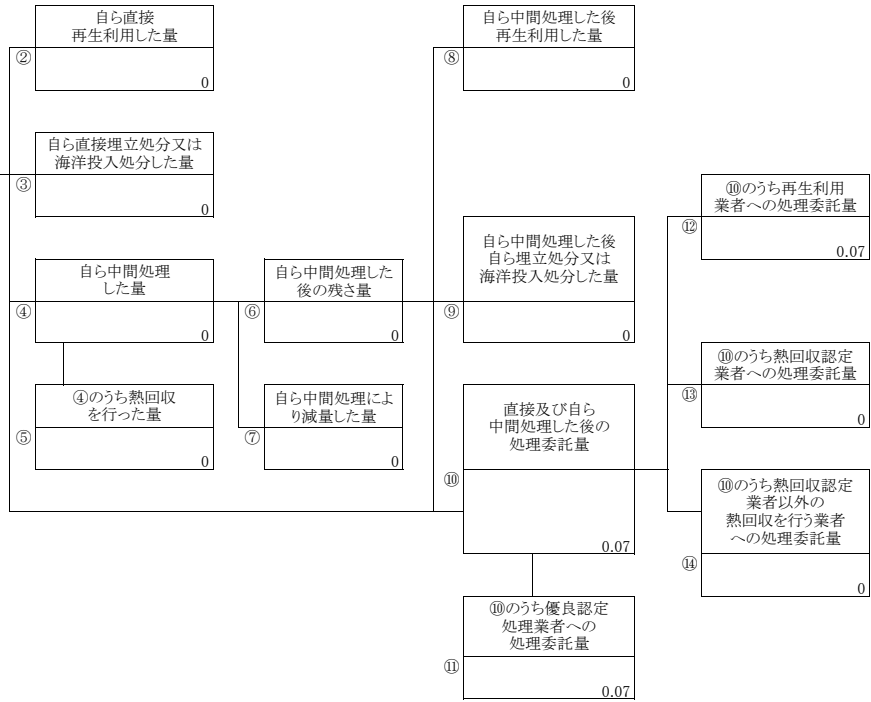 自ら直接
再生利用した量
②
0
自ら直接埋立処分又は
海洋投入処分した量
③
0
自ら中間処理
した量
④
0
④のうち熱回収
を行った量
⑤
0
自ら中間処理した
後の残さ量
⑥
0
自ら中間処理によ
り減量した量
⑦
0
自ら中間処理した後
再生利用した量
⑧
0
自ら中間処理した後
自ら埋立処分又は
海洋投入処分した量
⑨
0
直接及び自ら
中間処理した後の
処理委託量
⑩
0.07
⑩のうち優良認定
処理業者への
処理委託量
⑪
0.07
⑩のうち再生利用
業者への処理委託量
⑫
0.07
⑩のうち熱回収認定
業者への処理委託量
⑬
0
⑩のうち熱回収認定
業者以外の
熱回収を行う業者
への処理委託量
⑭
0